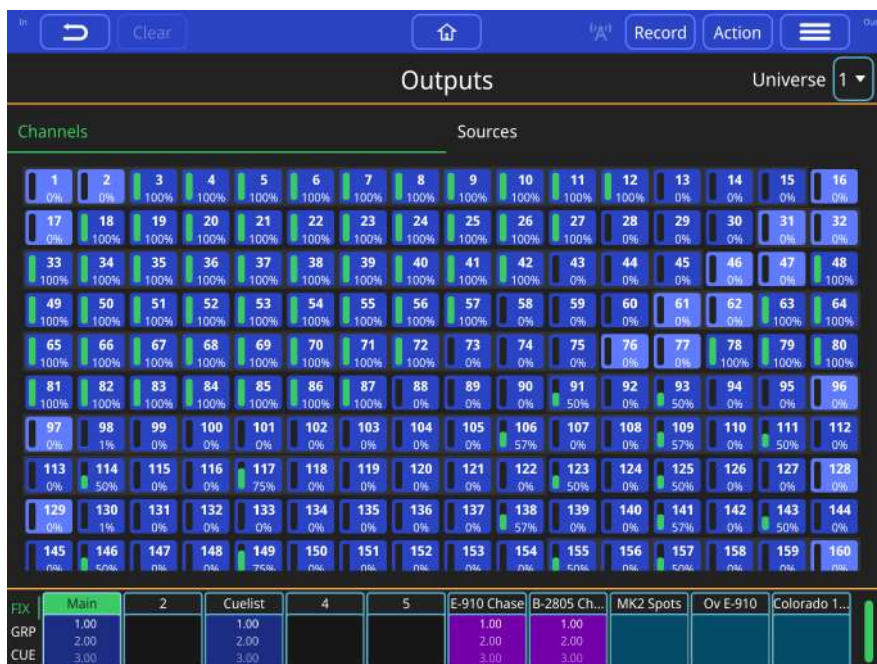 In Clear Record Action Out
Outputs Universe 1
Channels Sources
1 2 3 4 5 6 7 8 9 10 11 12 13 14 15 16
0% 0% 100% 100% 100% 100% 100% 100% 100% 100% 100% 100% 0% 0% 0% 0%
17 18 19 20 21 22 23 24 25 26 27 28 29 30 31 32
0% 100% 100% 100% 100% 100% 100% 100% 100% 100% 100% 0% 0% 0% 0% 0%
33 34 35 36 37 38 39 40 41 42 43 44 45 46 47 48
100% 100% 100% 100% 100% 100% 100% 100% 100% 100% 0% 0% 0% 0% 0% 100%
49 50 51 52 53 54 55 56 57 58 59 60 61 62 63 64
100% 100% 100% 100% 100% 100% 100% 100% 100% 0% 0% 0% 0% 0% 100% 100%
65 66 67 68 69 70 71 72 73 74 75 76 77 78 79 80
100% 100% 100% 100% 100% 100% 100% 100% 0% 0% 0% 0% 0% 100% 100% 100%
81 82 83 84 85 86 87 88 89 90 91 92 93 94 95 96
100% 100% 100% 100% 100% 100% 100% 0% 0% 0% 50% 0% 50% 0% 0% 0%
97 98 99 100 101 102 103 104 105 106 107 108 109 110 111 112
0% 1% 0% 0% 0% 0% 0% 0% 0% 57% 0% 0% 57% 0% 50% 0%
113 114 115 116 117 118 119 120 121 122 123 124 125 126 127 128
0% 50% 0% 0% 75% 0% 0% 0% 0% 0% 50% 0% 50% 0% 0% 0%
129 130 131 132 133 134 135 136 137 138 139 140 141 142 143 144
0% 1% 0% 0% 0% 0% 0% 0% 0% 57% 0% 0% 57% 0% 50% 0%
145 146 147 148 149 150 151 152 153 154 155 156 157 158 159 160
0% 50% 0% 0% 75% 0% 0% 0% 0% 0% 50% 0% 50% 0% 0% 0%
FIX Main 2 Cuelist 4 5 E-910 Chase B-2805 Ch... MK2 Spots Ov E-910 Colorado 1...
GRP 1.00 1.00 1.00 1.00
2.00 2.00 2.00 2.00
CUE 3.00 3.00 3.00 3.00